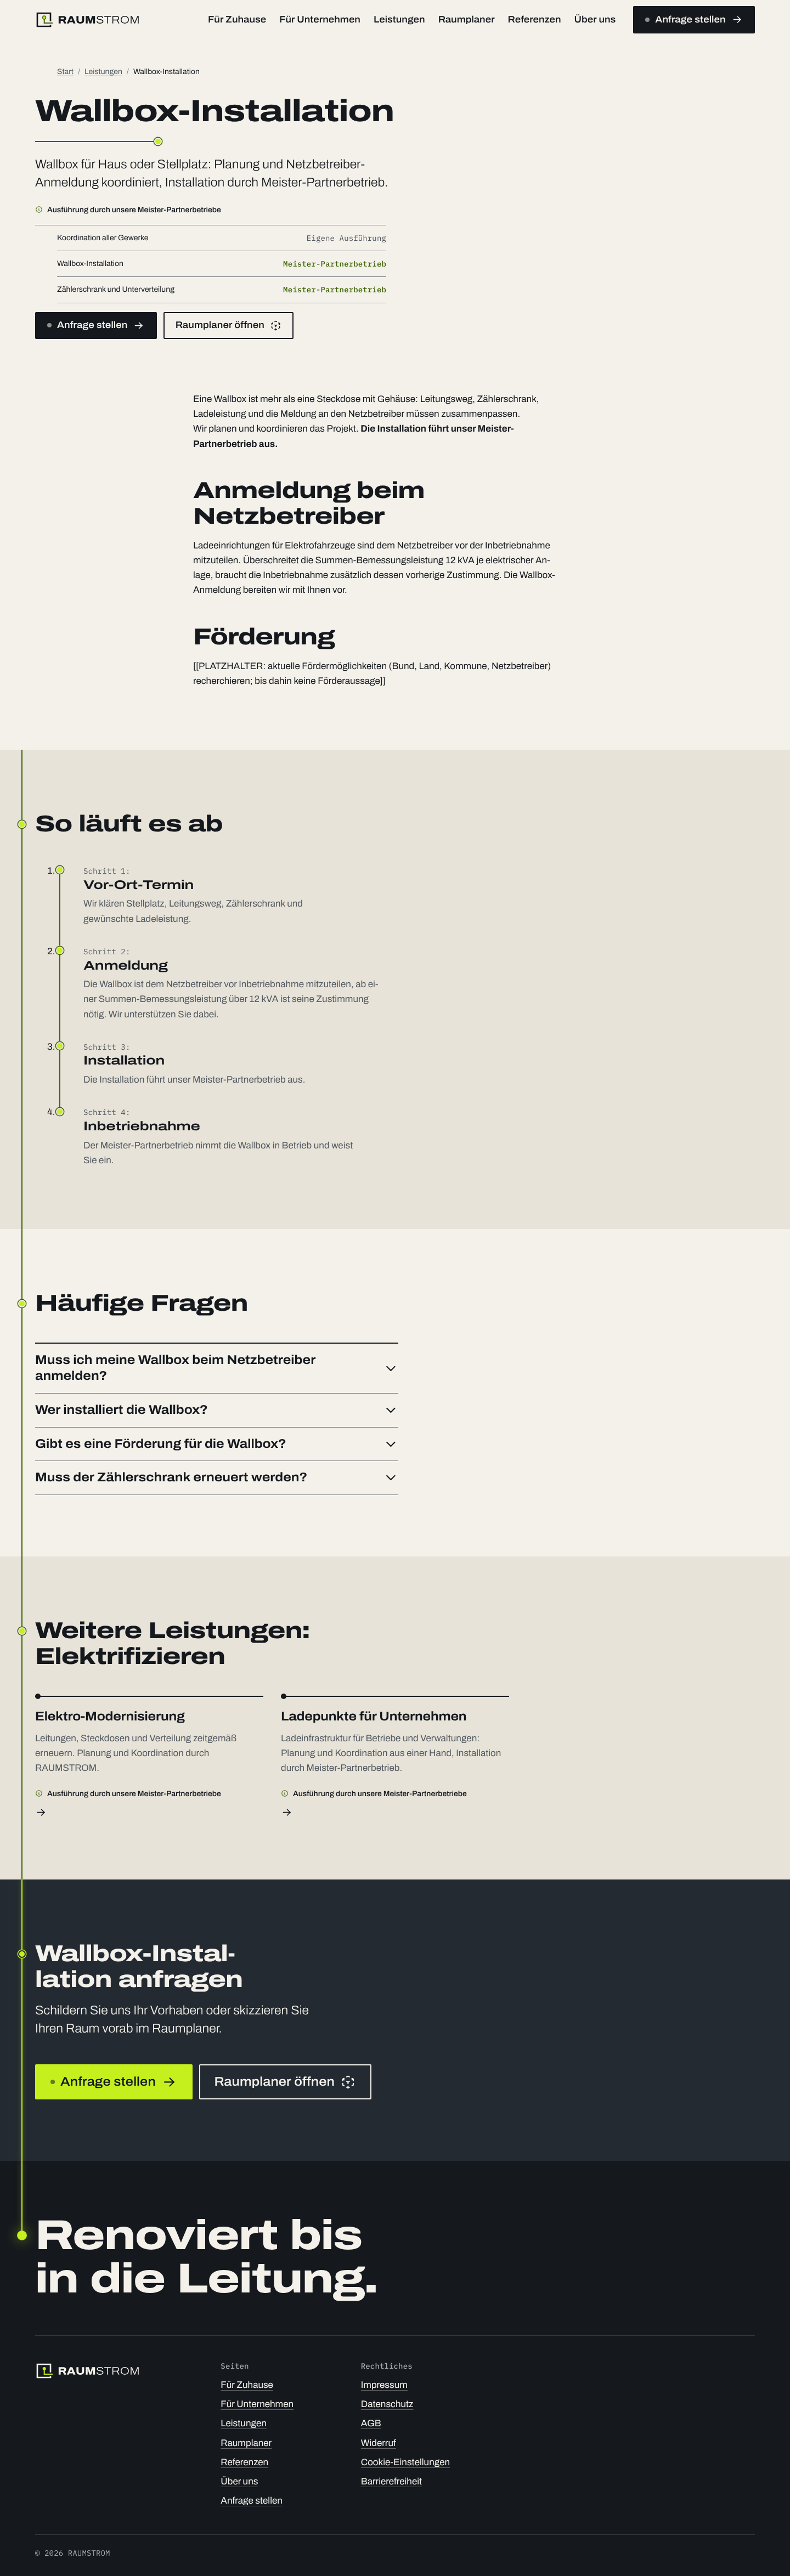 RAUMSTROM
Für Zuhause Für Unternehmen Leistungen Raumplaner Referenzen Über uns Anfrage stellen
Start / Leistungen / Wallbox-Installation
Wallbox-Installation
Wallbox für Haus oder Stellplatz: Planung und Netzbetreiber-
Anmeldung koordiniert, Installation durch Meister-Partnerbetrieb.
Ausführung durch unsere Meister-Partnerbetriebe
Koordination aller Gewerke Eigene Ausführung
Wallbox-Installation Meister-Partnerbetrieb
Zählerschrank und Unterverteilung Meister-Partnerbetrieb
Anfrage stellen Raumplaner öffnen
Eine Wallbox ist mehr als eine Steckdose mit Gehäuse: Leitungsweg, Zählerschrank,
Ladeleistung und die Meldung an den Netzbetreiber müssen zusammenpassen.
Wir planen und koordinieren das Projekt. Die Installation führt unser Meister-
Partnerbetrieb aus.
Anmeldung beim
Netzbetreiber
Ladeeinrichtungen für Elektrofahrzeuge sind dem Netzbetreiber vor der Inbetriebnahme
mitzuteilen. Überschreitet die Summen-Bemessungsleistung 12 kVA je elektrischer An-
lage, braucht die Inbetriebnahme zusätzlich dessen vorherige Zustimmung. Die Wallbox-
Anmeldung bereiten wir mit Ihnen vor.
Förderung
[[PLATZHALTER: aktuelle Fördermöglichkeiten (Bund, Land, Kommune, Netzbetreiber)
recherchieren; bis dahin keine Förderaussage]]
So läuft es ab
1. Schritt 1:
Vor-Ort-Termin
Wir klären Stellplatz, Leitungsweg, Zählerschrank und
gewünschte Ladeleistung.
2. Schritt 2:
Anmeldung
Die Wallbox ist dem Netzbetreiber vor Inbetriebnahme mitzuteilen, ab ei-
ner Summen-Bemessungsleistung über 12 kVA ist seine Zustimmung
nötig. Wir unterstützen Sie dabei.
3. Schritt 3:
Installation
Die Installation führt unser Meister-Partnerbetrieb aus.
4. Schritt 4:
Inbetriebnahme
Der Meister-Partnerbetrieb nimmt die Wallbox in Betrieb und weist
Sie ein.
Häufige Fragen
Muss ich meine Wallbox beim Netzbetreiber
anmelden?
Wer installiert die Wallbox?
Gibt es eine Förderung für die Wallbox?
Muss der Zählerschrank erneuert werden?
Weitere Leistungen:
Elektrifizieren
Elektro-Modernisierung
Leitungen, Steckdosen und Verteilung zeitgemäß
erneuern. Planung und Koordination durch
RAUMSTROM.
Ausführung durch unsere Meister-Partnerbetriebe
Ladepunkte für Unternehmen
Ladeinfrastruktur für Betriebe und Verwaltungen:
Planung und Koordination aus einer Hand, Installation
durch Meister-Partnerbetrieb.
Ausführung durch unsere Meister-Partnerbetriebe
Wallbox-Instal-
lation anfragen
Schildern Sie uns Ihr Vorhaben oder skizzieren Sie
Ihren Raum vorab im Raumplaner.
Anfrage stellen Raumplaner öffnen
Renoviert bis
in die Leitung.
RAUMSTROM
Seiten
Für Zuhause
Für Unternehmen
Leistungen
Raumplaner
Referenzen
Über uns
Anfrage stellen
Rechtliches
Impressum
Datenschutz
AGB
Widerruf
Cookie-Einstellungen
Barrierefreiheit
© 2026 RAUMSTROM